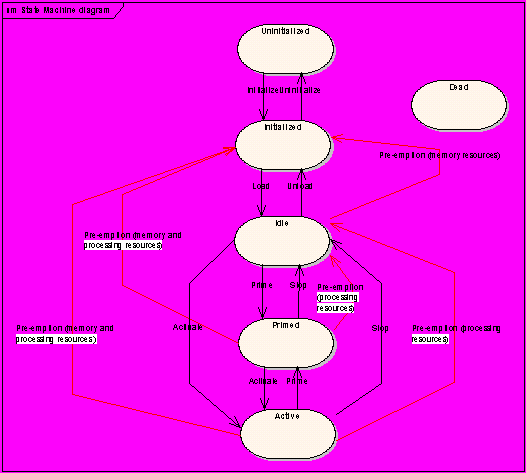 sm State Machine diagram
Uninitialized
Dead
Initialize
Uninitialize
Initialized
Pre-emption (memory resources)
Load
Unload
Idle
Pre-emption (memory and
processing resources)
Prime
Stop
Pre-emption
(processing
resources)
Primed
Activate
Stop
Pre-emption (memory and
processing resources)
Pre-emption (processing
resources)
Activate
Prime
Active